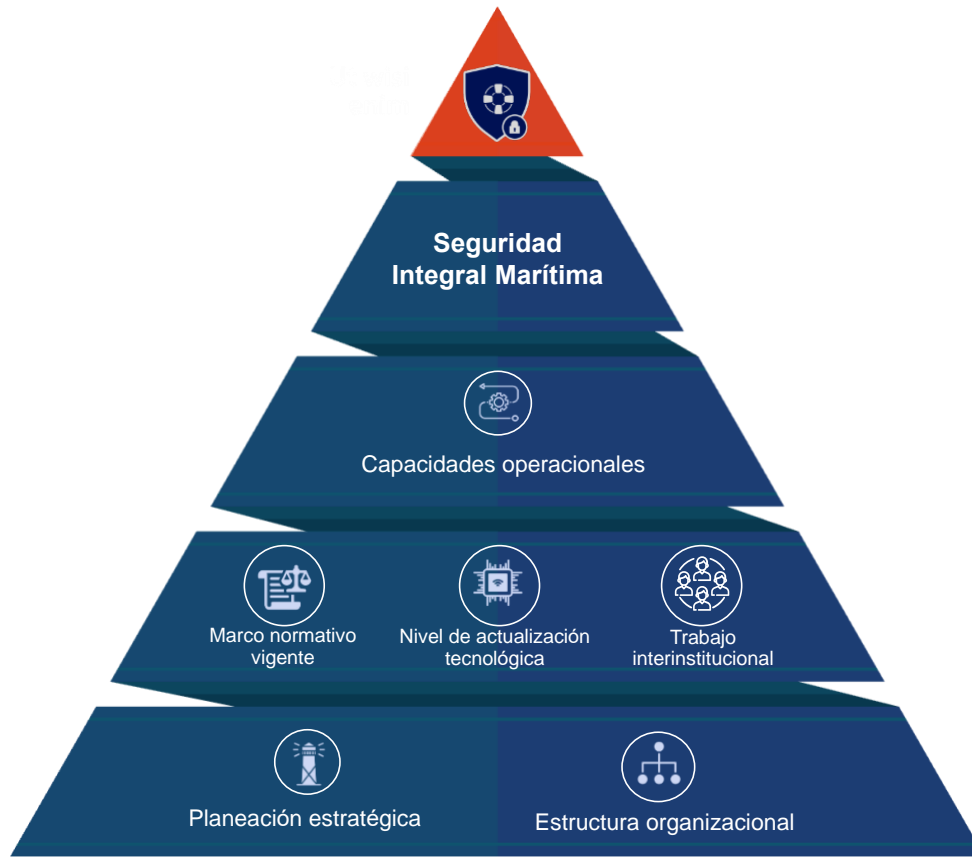 Seguridad
Integral Marítima
Capacidades operacionales
Marco normativo
vigente
Nivel de actualización
tecnológica
Trabajo
interinstitucional
Planeación estratégica
Estructura organizacional